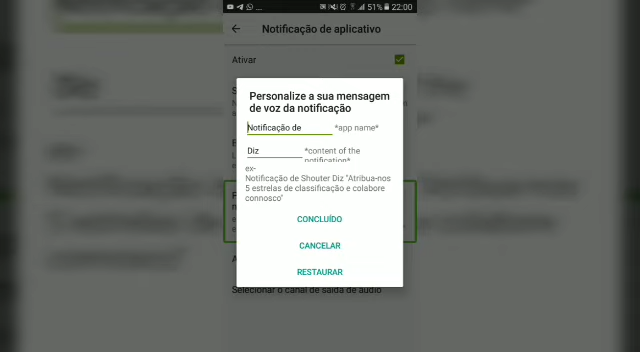 51% 22:00
Notificação de aplicativo
Ativar
Personalize a sua mensagem
de voz da notificação
Notificação de *app name*
Diz *content of the
notification*
ex-
Notificação de Shouter Diz "Atribua-nos
5 estrelas de classificação e colabore
connosco"
CONCLUÍDO
CANCELAR
RESTAURAR
Selecionar o canal de saída de áudio